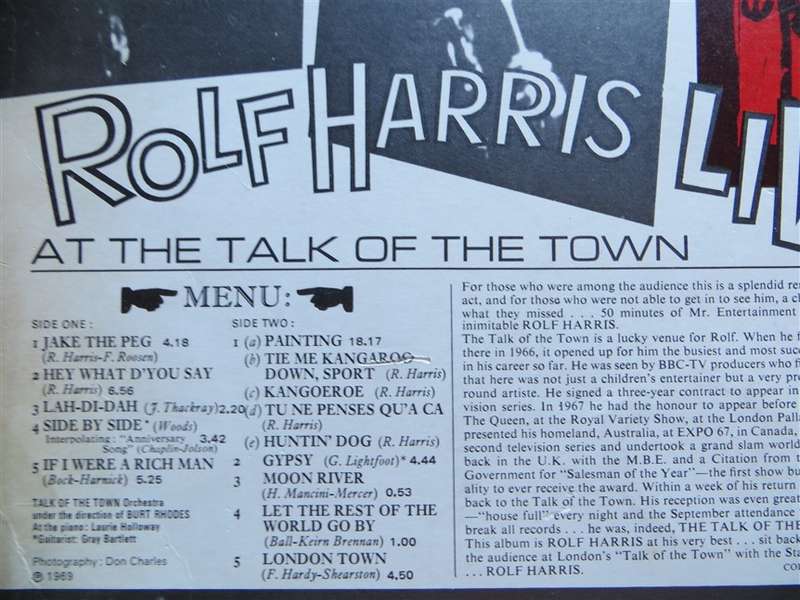 ROLF HARRIS LI
AT THE TALK OF THE TOWN
MENU:
SIDE ONE:
1 JAKE THE PEG 4.18
(R. Harris-F. Roosen)
2 HEY WHAT D'YOU SAY
(R. Harris) 6.56
3 LAH-DI-DAH (J. Thackray) 2.20
4 SIDE BY SIDE* (Woods)
Interpolating: "Anniversary 3.42
Song" (Chaplin-Jolson)
5 IF I WERE A RICH MAN
(Bock-Harnick) 5.25
TALK OF THE TOWN Orchestra
under the direction of BURT RHODES
At the piano: Laurie Holloway
*Guitarist: Gray Bartlett
Photography: Don Charles
℗ 1969
SIDE TWO:
1 (a) PAINTING 18.17
(b) TIE ME KANGAROO
DOWN, SPORT (R. Harris)
(c) KANGOEROE (R. Harris)
(d) TU NE PENSES QU'A CA
(R. Harris)
(e) HUNTIN' DOG (R. Harris)
2 GYPSY (G. Lightfoot)* 4.44
3 MOON RIVER
(H. Mancini-Mercer) 0.53
4 LET THE REST OF THE
WORLD GO BY
(Ball-Keirn Brennan) 1.00
5 LONDON TOWN
(F. Hardy-Shearston) 4.50
For those who were among the audience this is a splendid
act, and for those who were not able to get in to see him, a
what they missed . . . 50 minutes of Mr. Entertainment
inimitable ROLF HARRIS.
The Talk of the Town is a lucky venue for Rolf. When he
there in 1966, it opened up for him the busiest and most
in his career so far. He was seen by BBC-TV producers who
that here was not just a children's entertainer but a very
round artiste. He signed a three-year contract to appear in
vision series. In 1967 he had the honour to appear before
The Queen, at the Royal Variety Show, at the London
presented his homeland, Australia, at EXPO 67, in Canada,
second television series and undertook a grand slam
back in the U.K. with the M.B.E. and a Citation from
Government for "Salesman of the Year"—the first show
ality to ever receive the award. Within a week of his return
back to the Talk of the Town. His reception was even
—"house full" every night and the September attendance
break all records . . . he was, indeed, THE TALK OF THE
This album is ROLF HARRIS at his very best . . . sit back
the audience at London's "Talk of the Town" with the
. . . ROLF HARRIS.